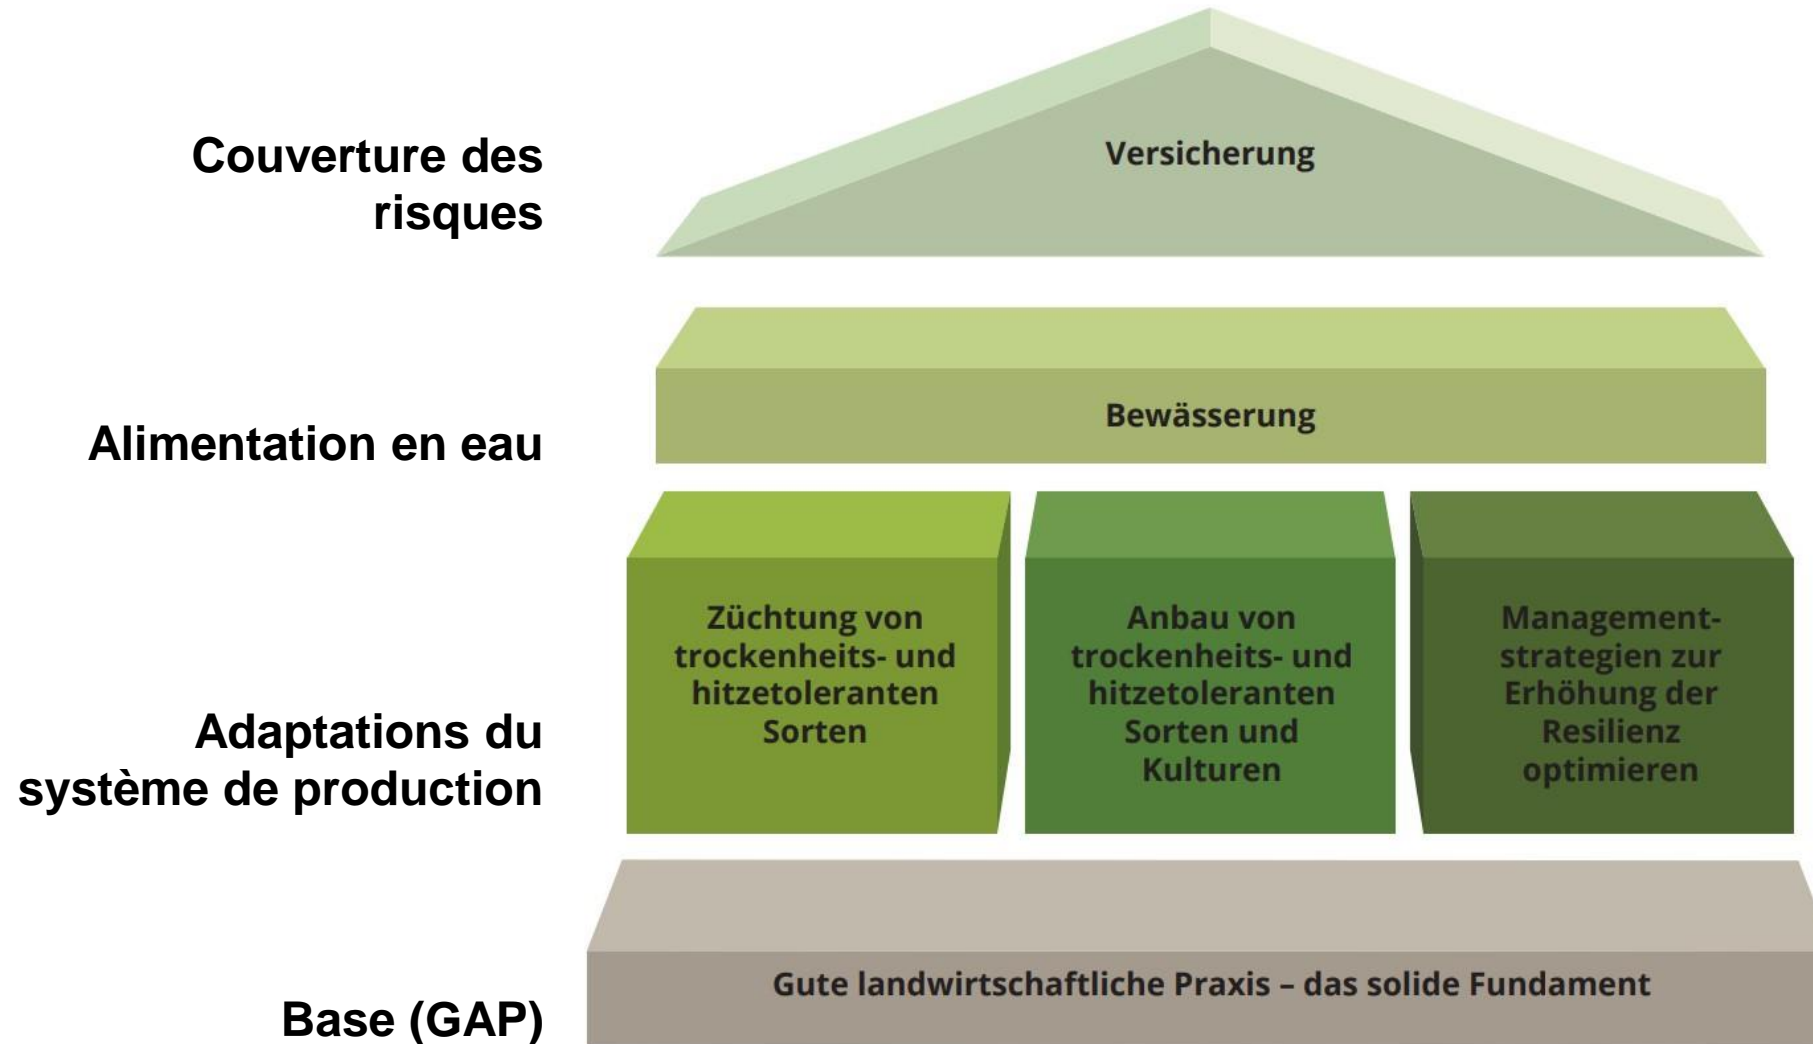 Couverture des
risques
Versicherung
Alimentation en eau
Bewässerung
Adaptations du
système de production
Züchtung von
trockenheits- und
hitzetoleranten
Sorten
Anbau von
trockenheits- und
hitzetoleranten
Sorten und
Kulturen
Management-
strategien zur
Erhöhung der
Resilienz
optimieren
Base (GAP)
Gute landwirtschaftliche Praxis – das solide Fundament